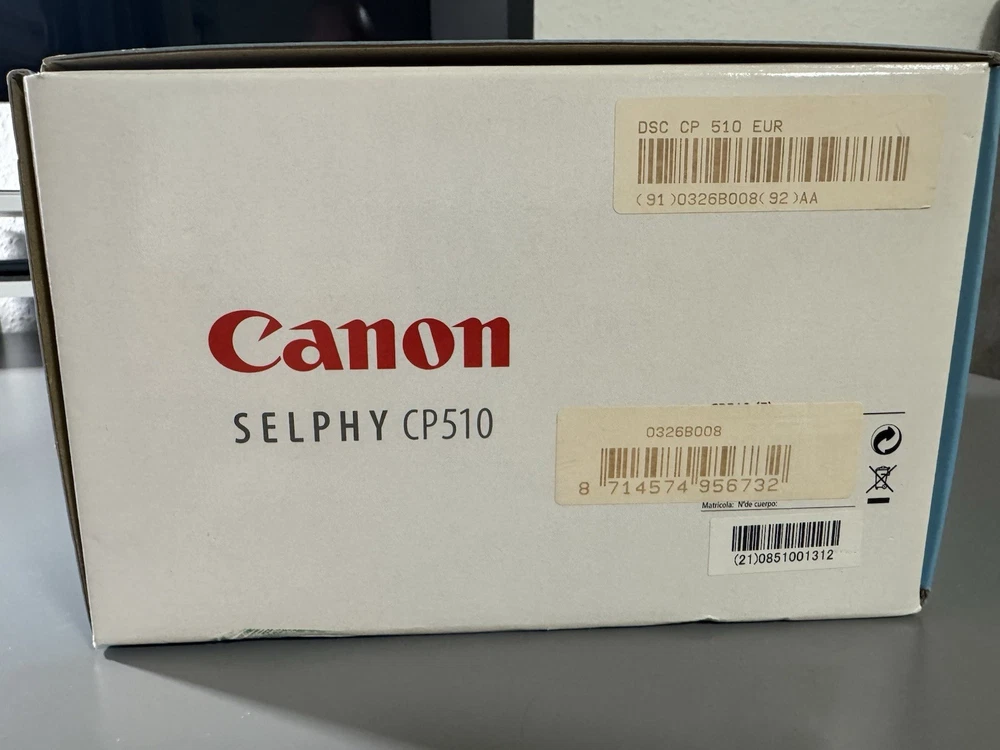 DSC CP 510 EUR
(91)0326B008(92)AA
Canon
SELPHY CP510
0326B008
8 714574 956732
Matrícola: N°de cuerpo:
(21)0851001312